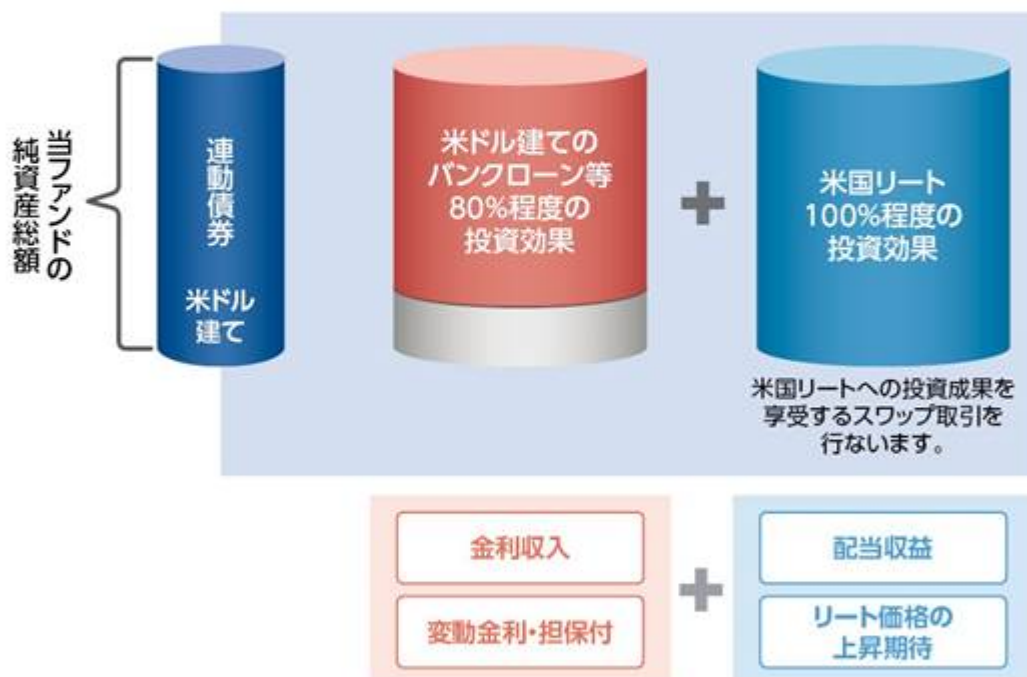 当ファンドの
純資産総額
連動債券
米ドル
建て
米ドル建ての
バンクローン等
80%程度の
投資効果
+
米国リート
100%程度の
投資効果
米国リートへの投資成果を
享受するスワップ取引を
行ないます。
金利収入
変動金利・担保付
+
配当収益
リート価格の
上昇期待